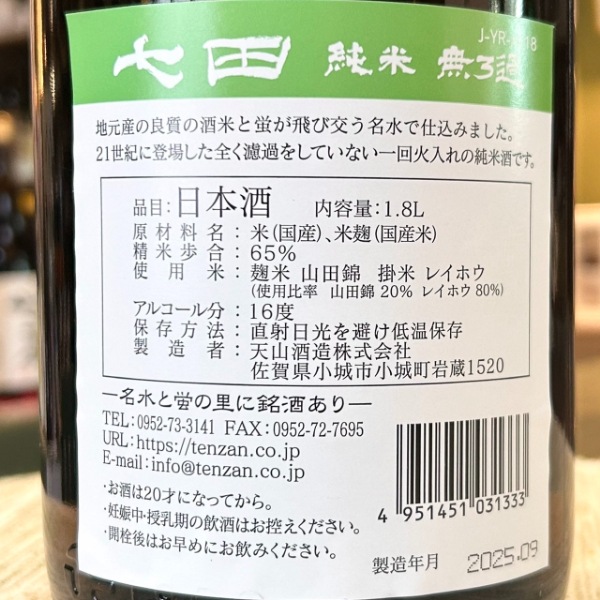 J-YR- 18
七田 純米 無ろ過
地元産の良質の酒米と蛍が飛び交う名水で仕込みました。
21世紀に登場した全く濾過をしていない一回火入れの純米酒です。
品目:日本酒 内容量:1.8L
原材料名:米(国産)、米麹(国産米)
精米歩合:65%
使用米:麹米 山田錦 掛米 レイホウ
(使用比率 山田錦 20% レイホウ 80%)
アルコール分:16度
保存方法:直射日光を避け低温保存
製造者:天山酒造株式会社
佐賀県小城市小城町岩蔵1520
―名水と蛍の里に銘酒あり―
TEL:0952-73-3141 FAX:0952-72-7695
URL:https://tenzan.co.jp
E-mail:info@tenzan.co.jp
・お酒は20才になってから。
・妊娠中・授乳期の飲酒はお控えください。
・開栓後はお早めにお飲みください。
4 951451 031333
製造年月 2025.09